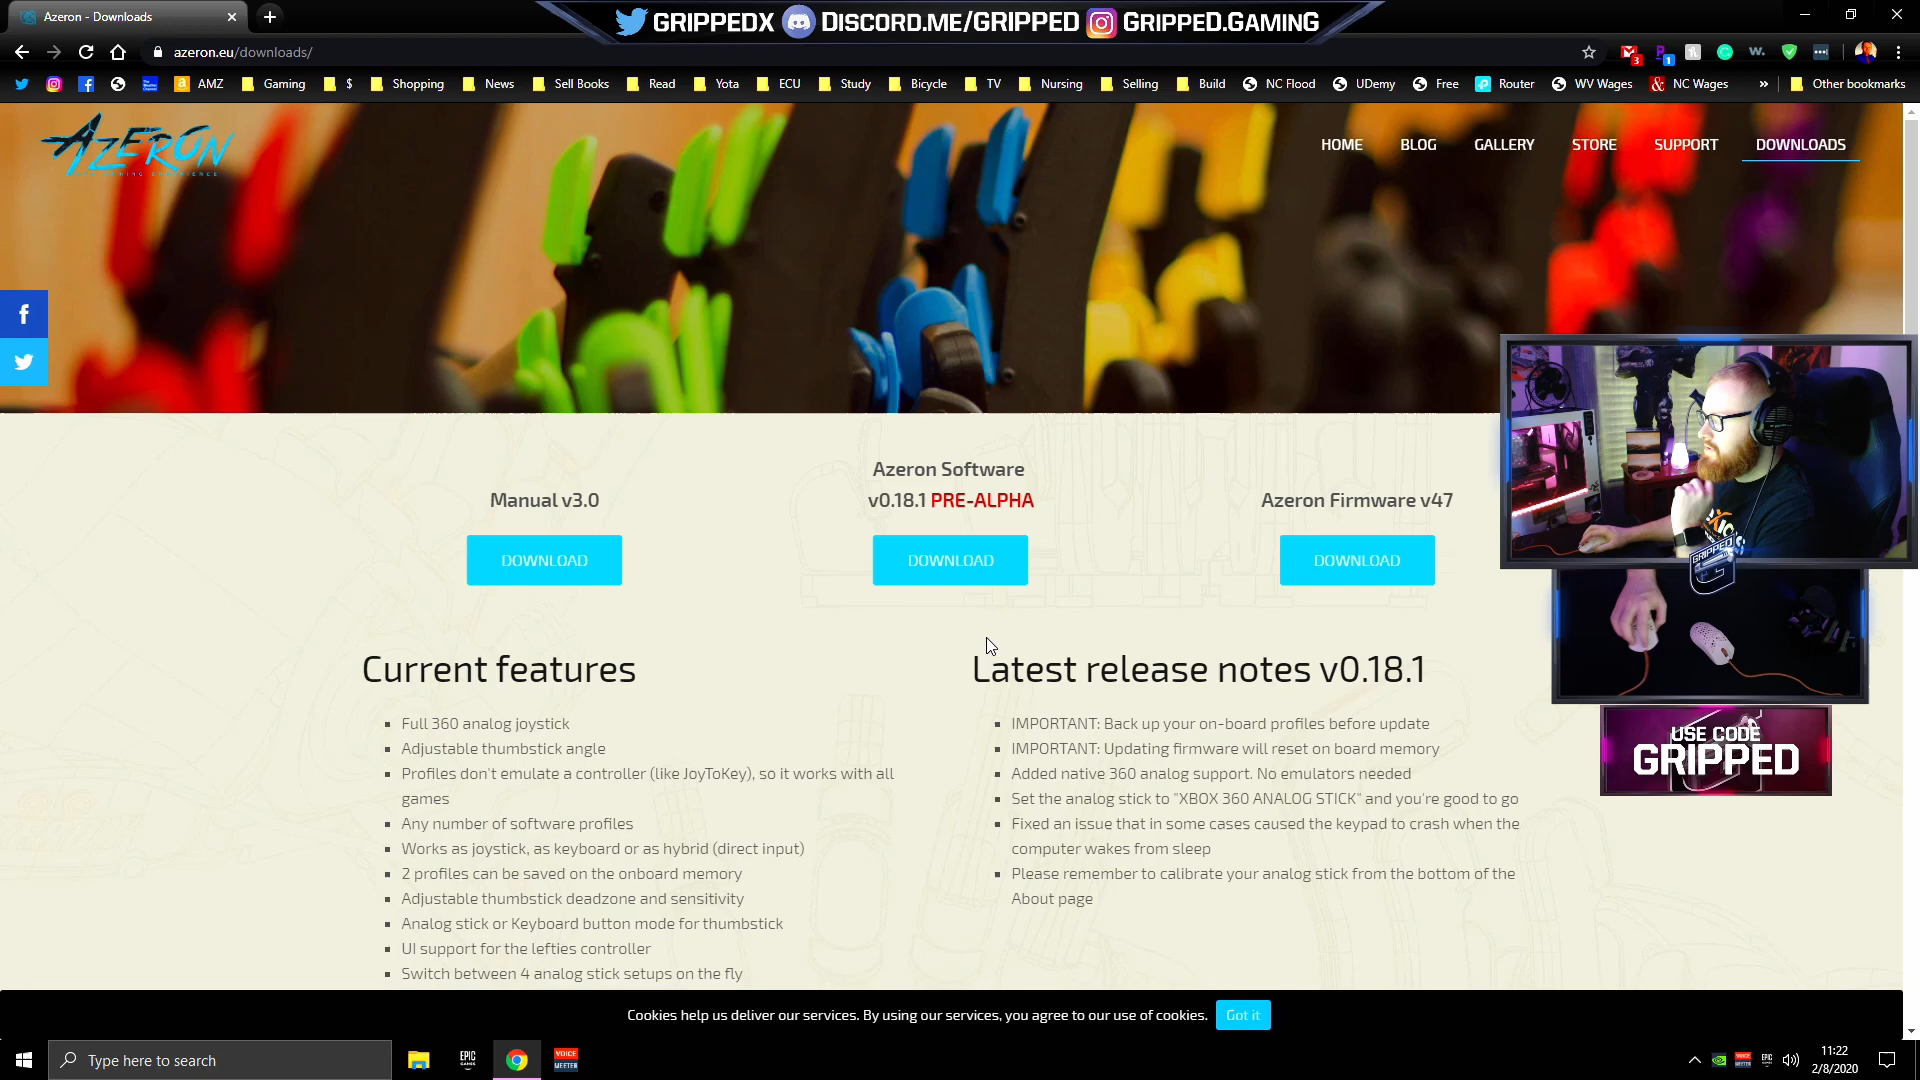 Azeron - Downloads
GRIPPEDX DISCORD.ME/GRIPPED GRIPPED.GAMING
azeron.eu/downloads/
3
1
w.
AMZ Gaming $ Shopping News Sell Books Read Yota ECU Study Bicycle TV Nursing Selling Build NC Flood UDemy Free Router WV Wages NC Wages » Other bookmarks
AZERON
HOME BLOG GALLERY STORE SUPPORT DOWNLOADS
Manual v3.0
DOWNLOAD
Azeron Software
v0.18.1 PRE-ALPHA
DOWNLOAD
Azeron Firmware v47
DOWNLOAD
GRIPPED
USE CODE
GRIPPED
Current features
Full 360 analog joystick
Adjustable thumbstick angle
Profiles don't emulate a controller (like JoyToKey), so it works with all
games
Any number of software profiles
Works as joystick, as keyboard or as hybrid (direct input)
2 profiles can be saved on the onboard memory
Adjustable thumbstick deadzone and sensitivity
Analog stick or Keyboard button mode for thumbstick
UI support for the lefties controller
Switch between 4 analog stick setups on the fly
Latest release notes v0.18.1
IMPORTANT: Back up your on-board profiles before update
IMPORTANT: Updating firmware will reset on board memory
Added native 360 analog support. No emulators needed
Set the analog stick to "XBOX 360 ANALOG STICK" and you're good to go
Fixed an issue that in some cases caused the keypad to crash when the
computer wakes from sleep
Please remember to calibrate your analog stick from the bottom of the
About page
Cookies help us deliver our services. By using our services, you agree to our use of cookies. Got it
Type here to search
EPIC
GAMES
VOICE
MEETER
11:22
2/8/2020